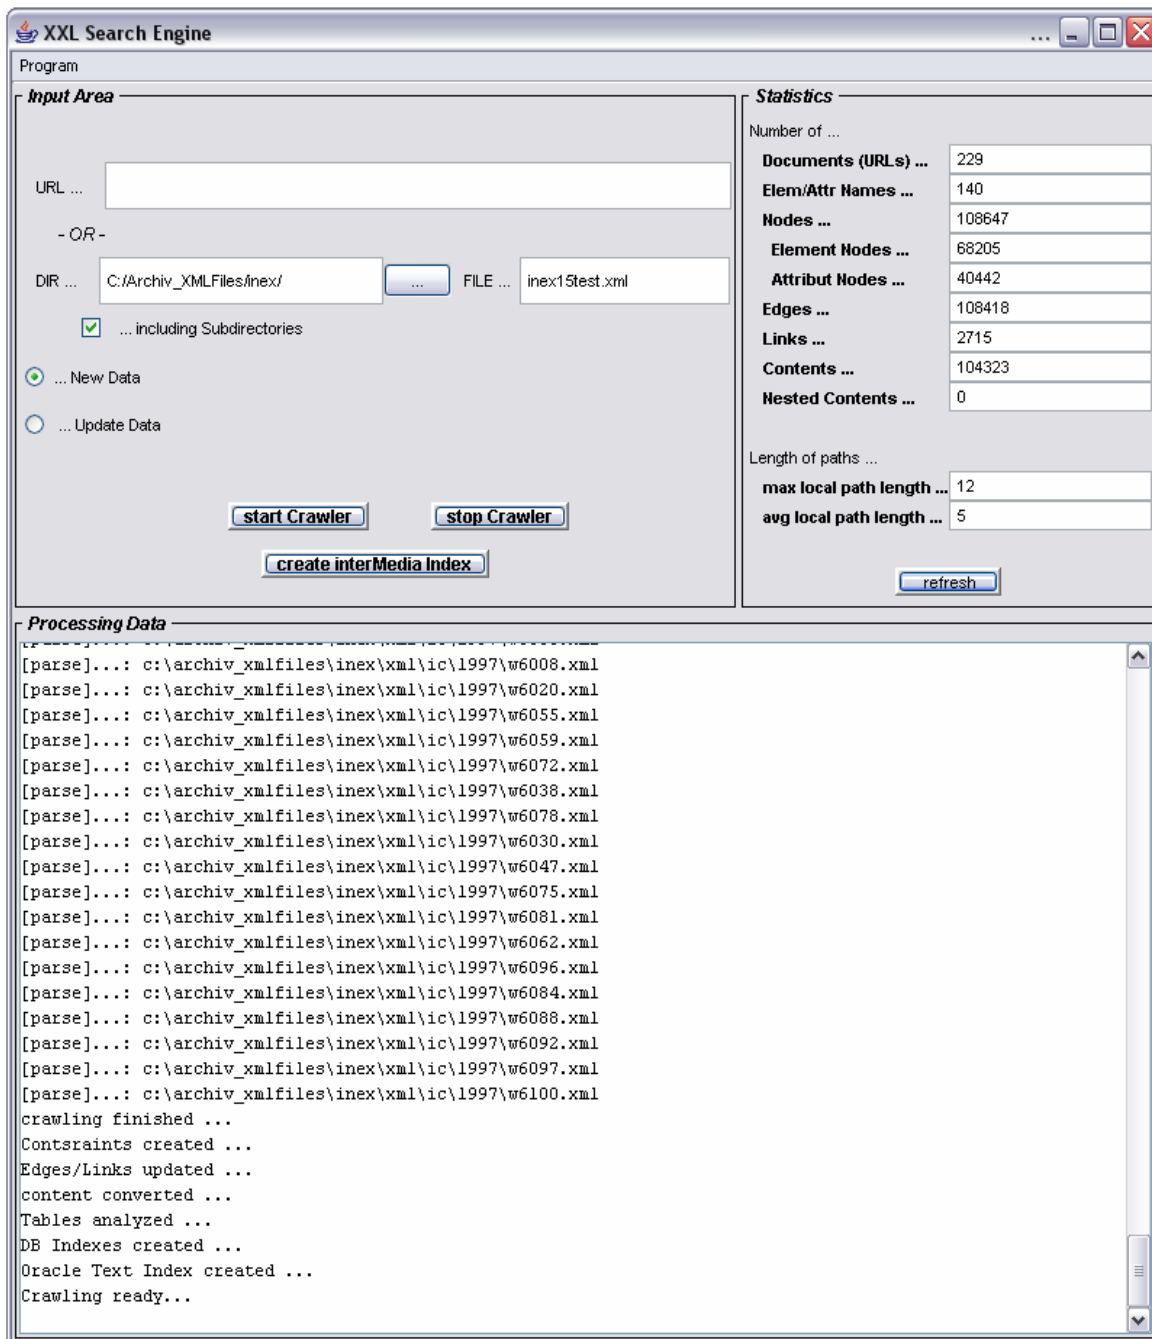 XXL Search Engine
Program
Input Area
URL ...
- OR -
DIR ... C:/Archiv_XMLFiles/inex/ ... FILE ... inex15test.xml
... including Subdirectories
... New Data
... Update Data
start Crawler stop Crawler
create interMedia Index
Statistics
Number of ...
Documents (URLs) ... 229
Elem/Attr Names ... 140
Nodes ... 108647
Element Nodes ... 68205
Attribut Nodes ... 40442
Edges ... 108418
Links ... 2715
Contents ... 104323
Nested Contents ... 0
Length of paths ...
max local path length ... 12
avg local path length ... 5
refresh
Processing Data
[parse]...: c:\archiv_xmlfiles\inex\xml\ic\1997\w6008.xml
[parse]...: c:\archiv_xmlfiles\inex\xml\ic\1997\w6020.xml
[parse]...: c:\archiv_xmlfiles\inex\xml\ic\1997\w6055.xml
[parse]...: c:\archiv_xmlfiles\inex\xml\ic\1997\w6059.xml
[parse]...: c:\archiv_xmlfiles\inex\xml\ic\1997\w6072.xml
[parse]...: c:\archiv_xmlfiles\inex\xml\ic\1997\w6038.xml
[parse]...: c:\archiv_xmlfiles\inex\xml\ic\1997\w6078.xml
[parse]...: c:\archiv_xmlfiles\inex\xml\ic\1997\w6030.xml
[parse]...: c:\archiv_xmlfiles\inex\xml\ic\1997\w6047.xml
[parse]...: c:\archiv_xmlfiles\inex\xml\ic\1997\w6075.xml
[parse]...: c:\archiv_xmlfiles\inex\xml\ic\1997\w6081.xml
[parse]...: c:\archiv_xmlfiles\inex\xml\ic\1997\w6062.xml
[parse]...: c:\archiv_xmlfiles\inex\xml\ic\1997\w6096.xml
[parse]...: c:\archiv_xmlfiles\inex\xml\ic\1997\w6084.xml
[parse]...: c:\archiv_xmlfiles\inex\xml\ic\1997\w6088.xml
[parse]...: c:\archiv_xmlfiles\inex\xml\ic\1997\w6092.xml
[parse]...: c:\archiv_xmlfiles\inex\xml\ic\1997\w6097.xml
[parse]...: c:\archiv_xmlfiles\inex\xml\ic\1997\w6100.xml
crawling finished ...
Contsraints created ...
Edges/Links updated ...
content converted ...
Tables analyzed ...
DB Indexes created ...
Oracle Text Index created ...
Crawling ready...